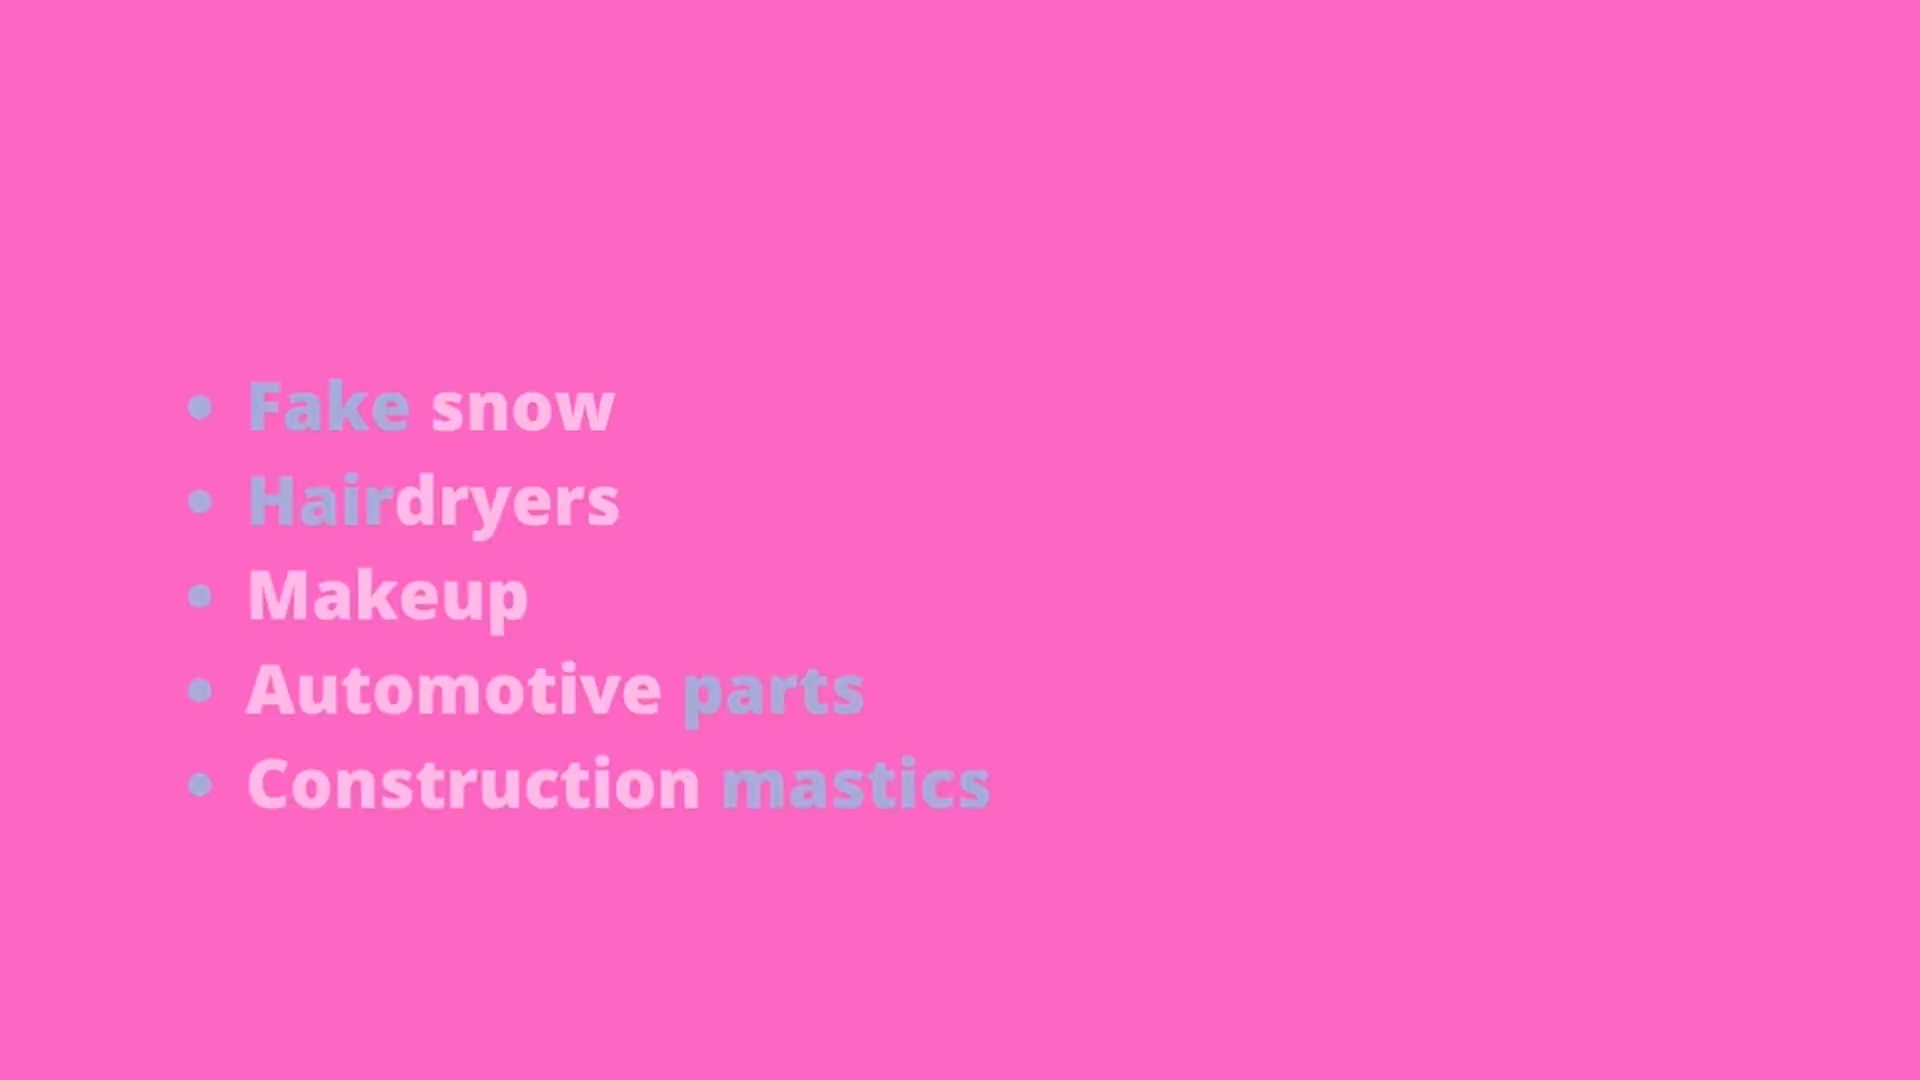 • Fake snow
• Hairdryers
• Makeup
• Automotive parts
• Construction mastics